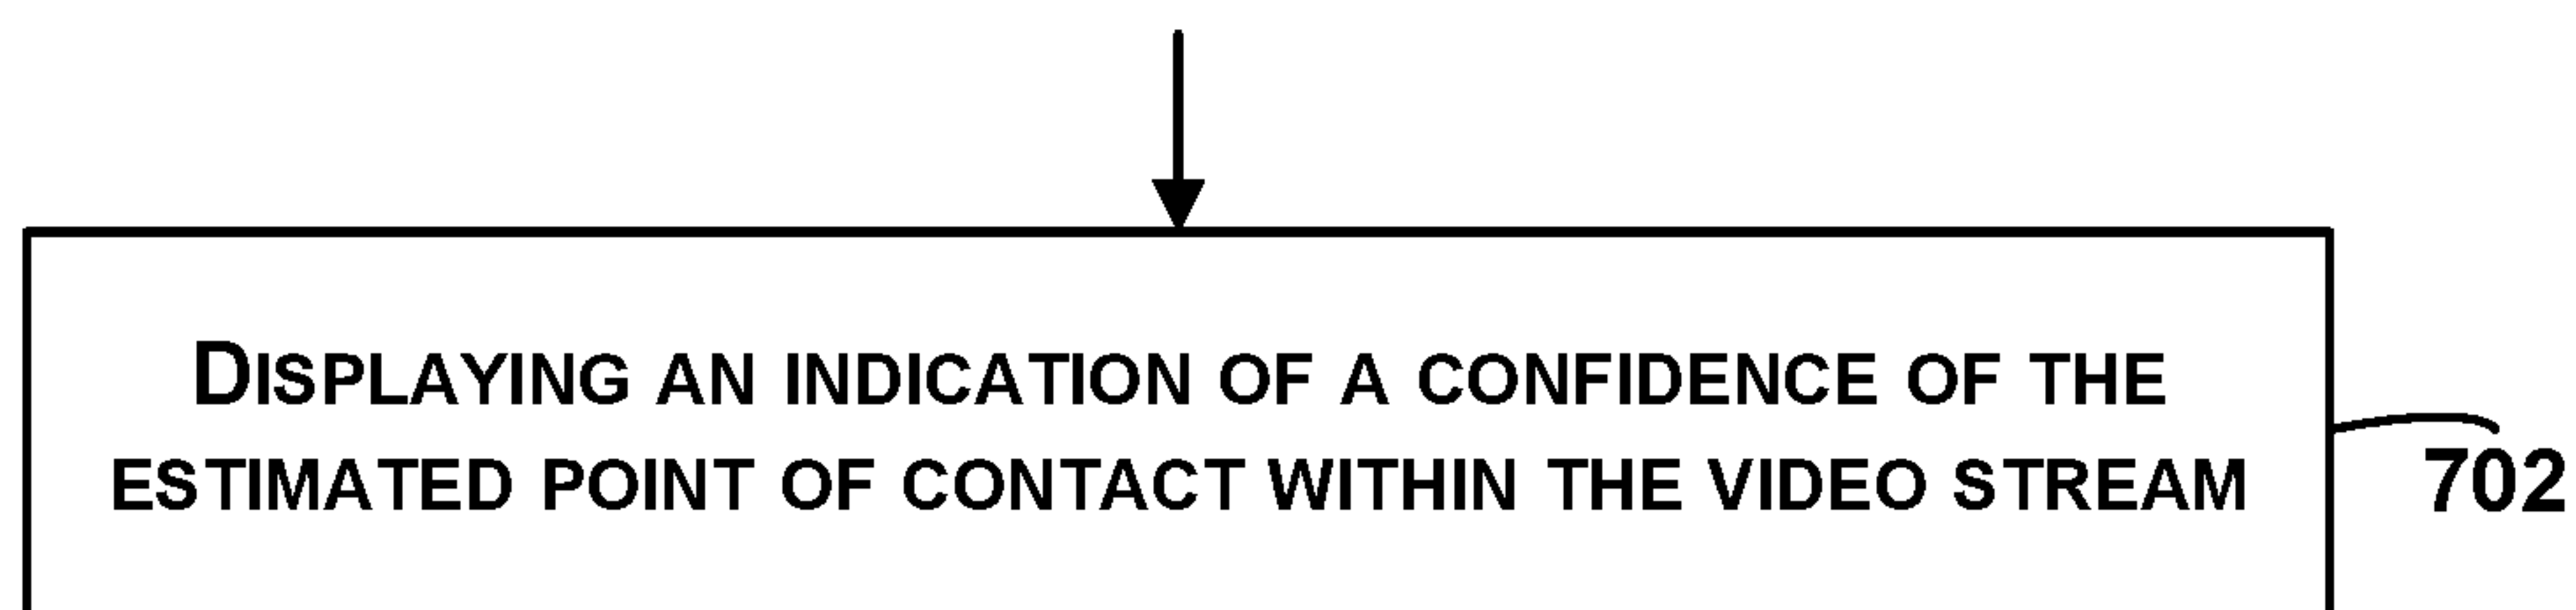 DISPLAYING AN INDICATION OF A CONFIDENCE OF THE
ESTIMATED POINT OF CONTACT WITHIN THE VIDEO STREAM
702